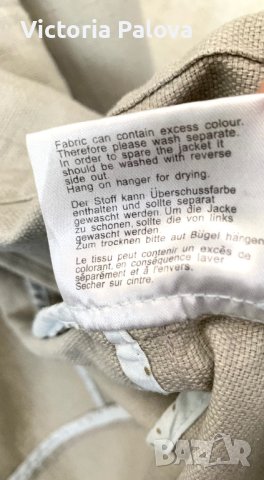 Victoria Palova
Fabric can contain excess colour.
Therefore please wash separate.
In order to spare the jacket it
should be washed with reverse
side out.
Hang on hanger for drying.
Der Stoff kann Überschussfarbe
enthalten und sollte separat
gewascht werden. Um die Jacke
zu schonen, sollte die von links
gewascht werden
Zum trocknen bitte auf Bügel hängen
Le tissu peut contenir un excès de
colorant, en conséquence laver
séparément et à l'envers.
Sécher sur cintre.
BAZAR